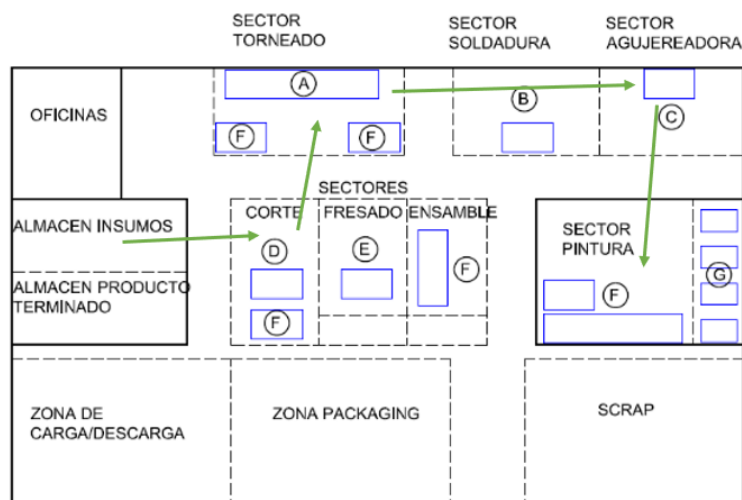 SECTOR
TORNEADO
SECTOR
SOLDADURA
SECTOR
AGUJEREADORA
OFICINAS
A
B
C
F
F
SECTORES
CORTE
FRESADO
ENSAMBLE
ALMACEN INSUMOS
D
E
F
F
ALMACEN PRODUCTO
TERMINADO
SECTOR
PINTURA
F
G
ZONA DE
CARGA/DESCARGA
ZONA PACKAGING
SCRAP